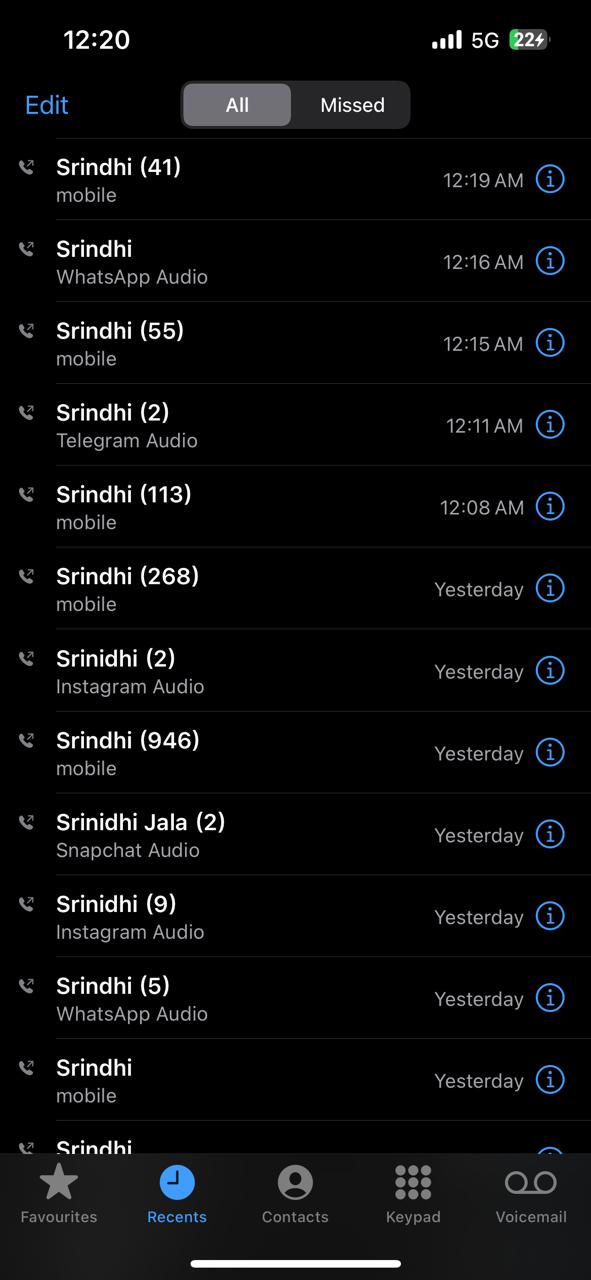 12:20
5G
22
Edit
All
Missed
Srindhi (41)
mobile
12:19 AM
Srindhi
WhatsApp Audio
12:16 AM
Srindhi (55)
mobile
12:15 AM
Srindhi (2)
Telegram Audio
12:11 AM
Srindhi (113)
mobile
12:08 AM
Srindhi (268)
mobile
Yesterday
Srinidhi (2)
Instagram Audio
Yesterday
Srindhi (946)
mobile
Yesterday
Srinidhi Jala (2)
Snapchat Audio
Yesterday
Srinidhi (9)
Instagram Audio
Yesterday
Srindhi (5)
WhatsApp Audio
Yesterday
Srindhi
mobile
Yesterday
Srindhi
Favourites
Recents
Contacts
Keypad
Voicemail